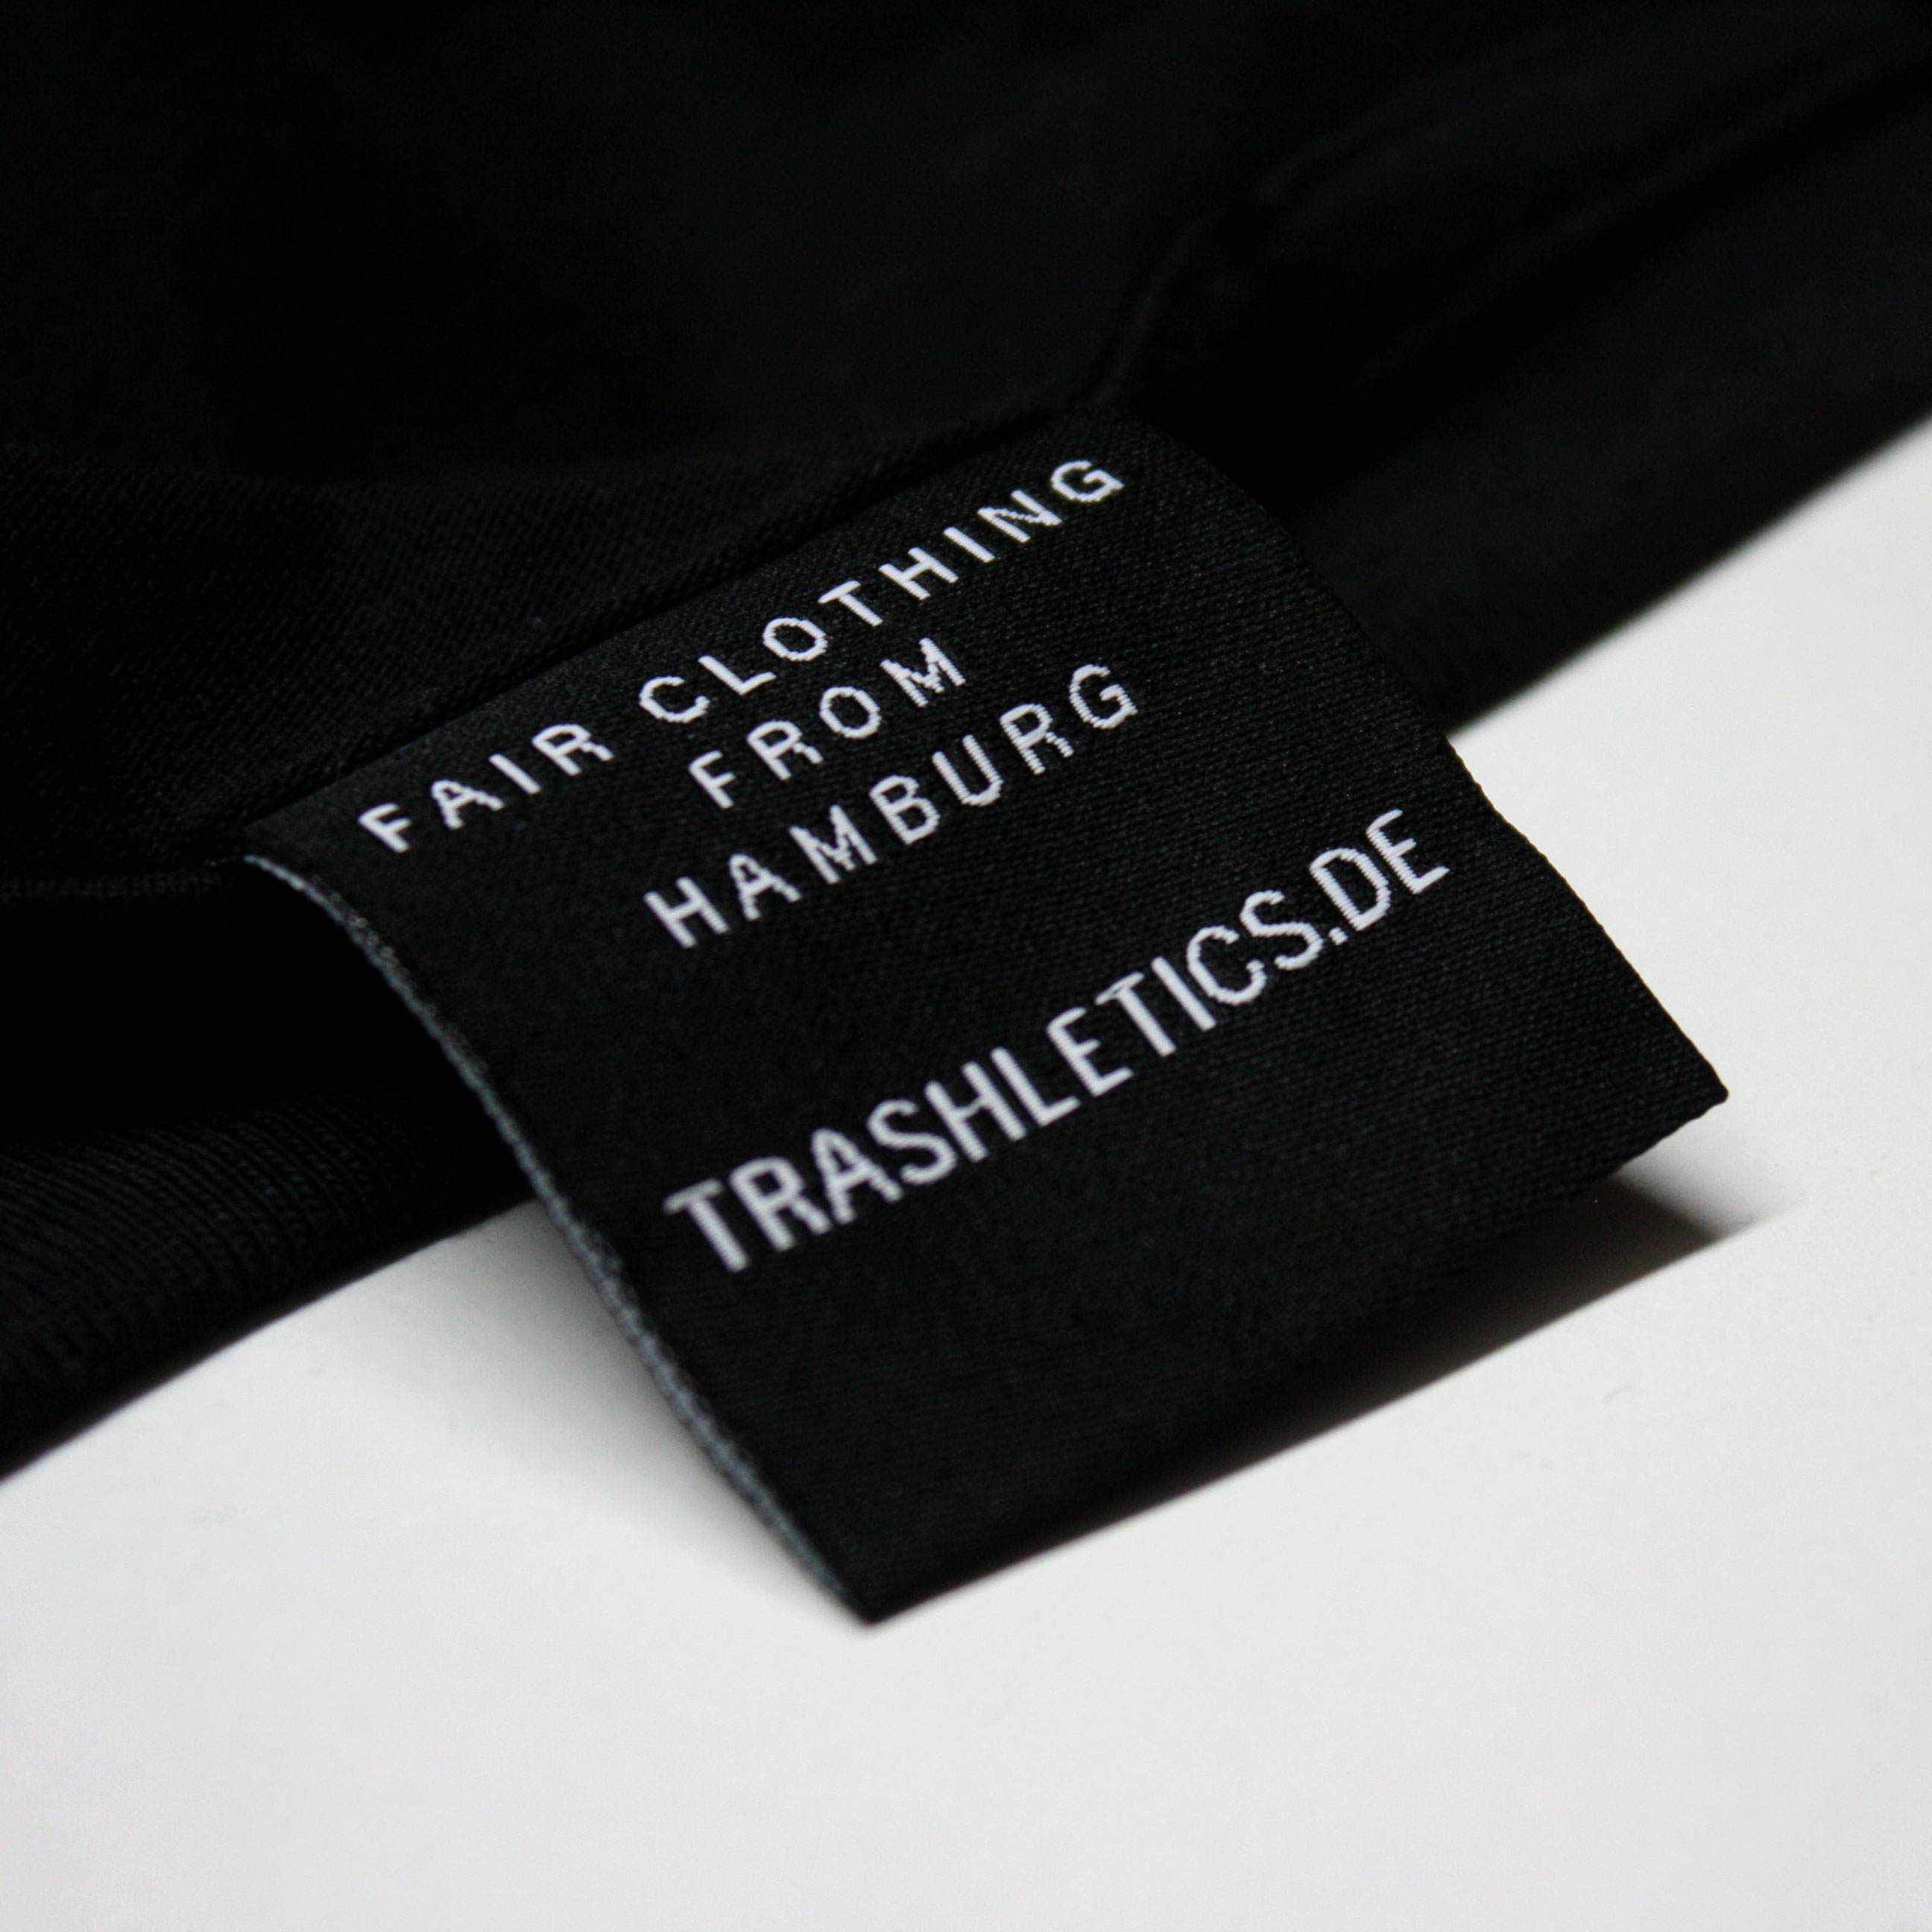 FAIR CLOTHING
FROM
HAMBURG
TRASHLETICS.DE